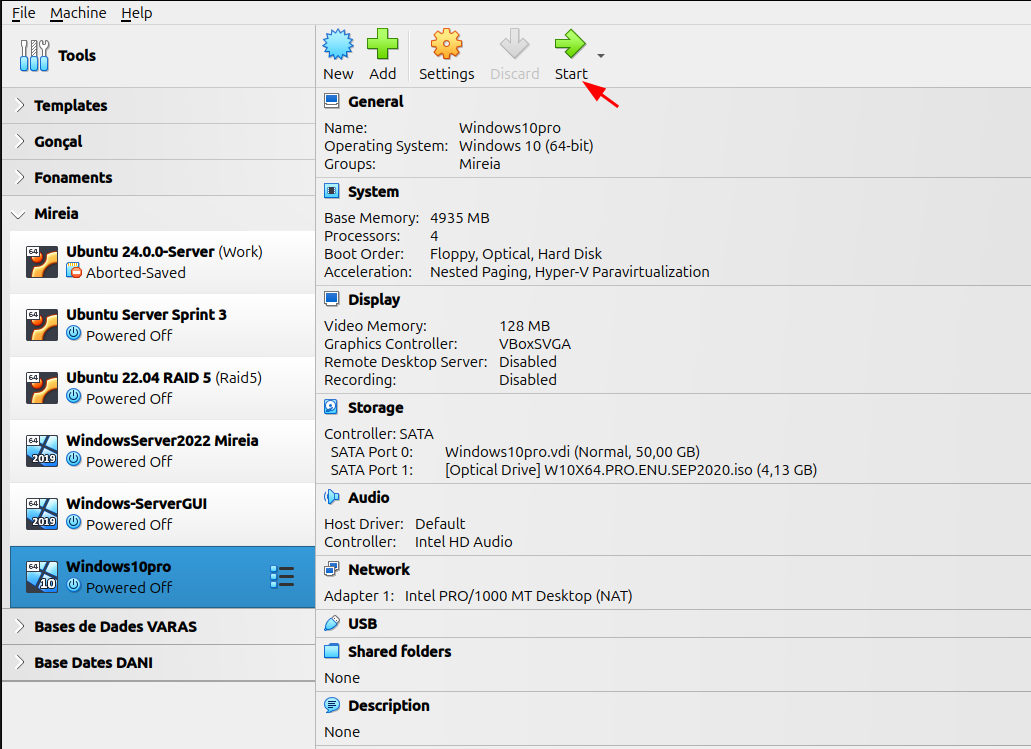 File Machine Help
Tools
New Add Settings Discard Start
Templates
Gonçal
Fonaments
Mireia
64
Ubuntu 24.0.0-Server (Work)
Aborted-Saved
64
Ubuntu Server Sprint 3
Powered Off
64
Ubuntu 22.04 RAID 5 (Raid5)
Powered Off
64
2019
WindowsServer2022 Mireia
Powered Off
64
2019
Windows-ServerGUI
Powered Off
64
10
Windows10pro
Powered Off
Bases de Dades VARAS
Base Dates DANI
General
Name: Windows10pro
Operating System: Windows 10 (64-bit)
Groups: Mireia
System
Base Memory: 4935 MB
Processors: 4
Boot Order: Floppy, Optical, Hard Disk
Acceleration: Nested Paging, Hyper-V Paravirtualization
Display
Video Memory: 128 MB
Graphics Controller: VBoxSVGA
Remote Desktop Server: Disabled
Recording: Disabled
Storage
Controller: SATA
SATA Port 0: Windows10pro.vdi (Normal, 50,00 GB)
SATA Port 1: [Optical Drive] W10X64.PRO.ENU.SEP2020.iso (4,13 GB)
Audio
Host Driver: Default
Controller: Intel HD Audio
Network
Adapter 1: Intel PRO/1000 MT Desktop (NAT)
USB
Shared folders
None
Description
None